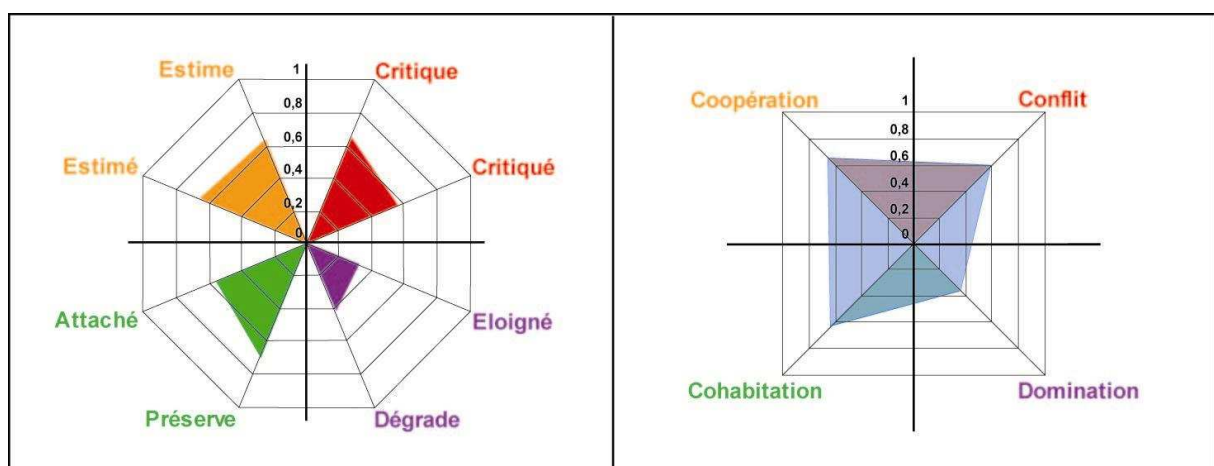 Estime
Critique
Estimé
Critiqué
Attaché
Eloigné
Préserve
Dégrade
1
0,8
0,6
0,4
0,2
0
Coopération
Conflit
Cohabitation
Domination
1
0,8
0,6
0,4
0,2
0